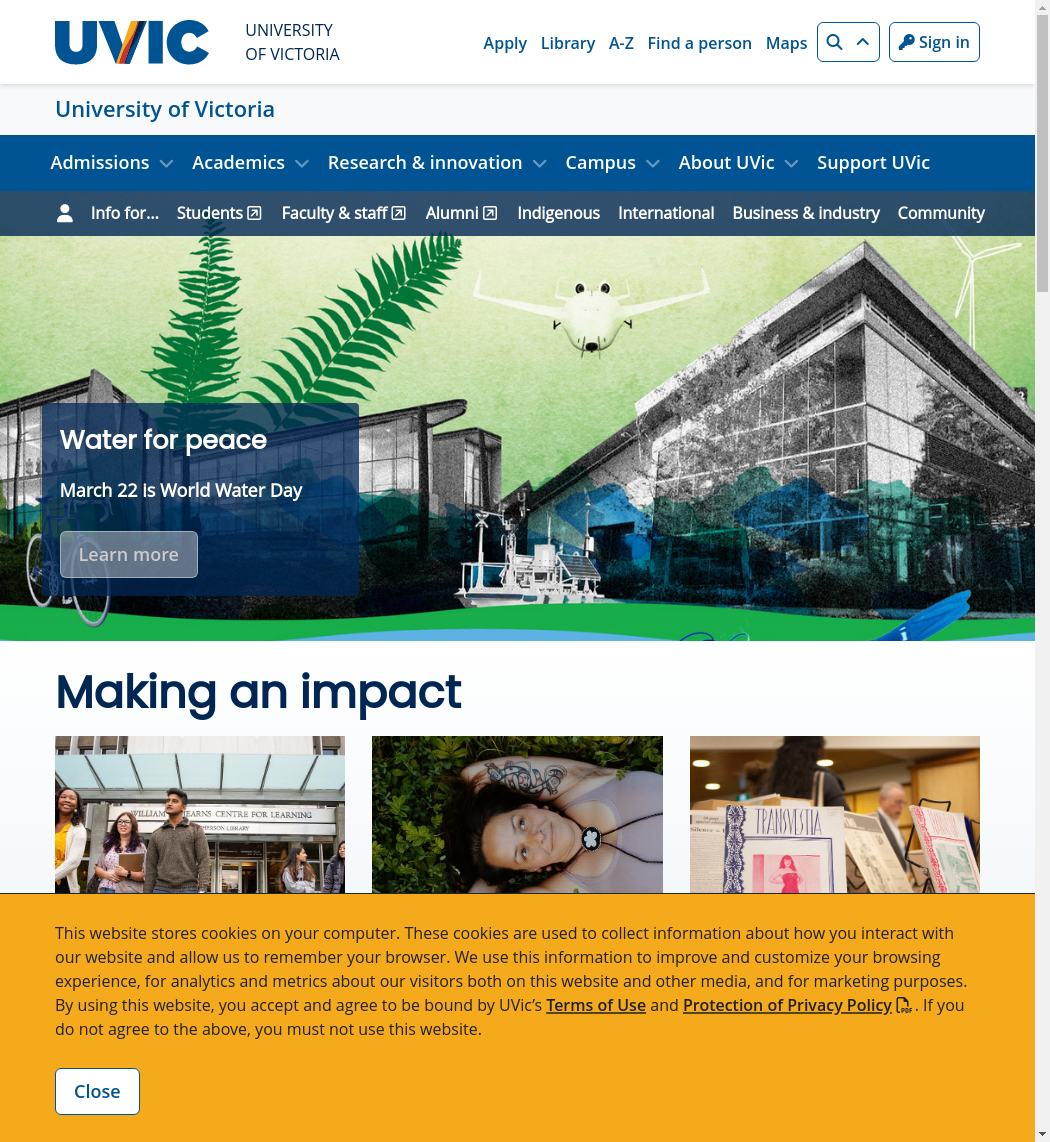 UVIC
UNIVERSITY
OF VICTORIA
Apply Library A-Z Find a person Maps Sign in
University of Victoria
Admissions Academics Research & innovation Campus About UVic Support UVic
Info for... Students Faculty & staff Alumni Indigenous International Business & industry Community
Water for peace
March 22 is World Water Day
Learn more
Making an impact
CENTRE FOR LEARNING
LIBRARY
TRANSVESTIA
This website stores cookies on your computer. These cookies are used to collect information about how you interact with
our website and allow us to remember your browser. We use this information to improve and customize your browsing
experience, for analytics and metrics about our visitors both on this website and other media, and for marketing purposes.
By using this website, you accept and agree to be bound by UVic’s Terms of Use and Protection of Privacy Policy PDF. If you
do not agree to the above, you must not use this website.
Close